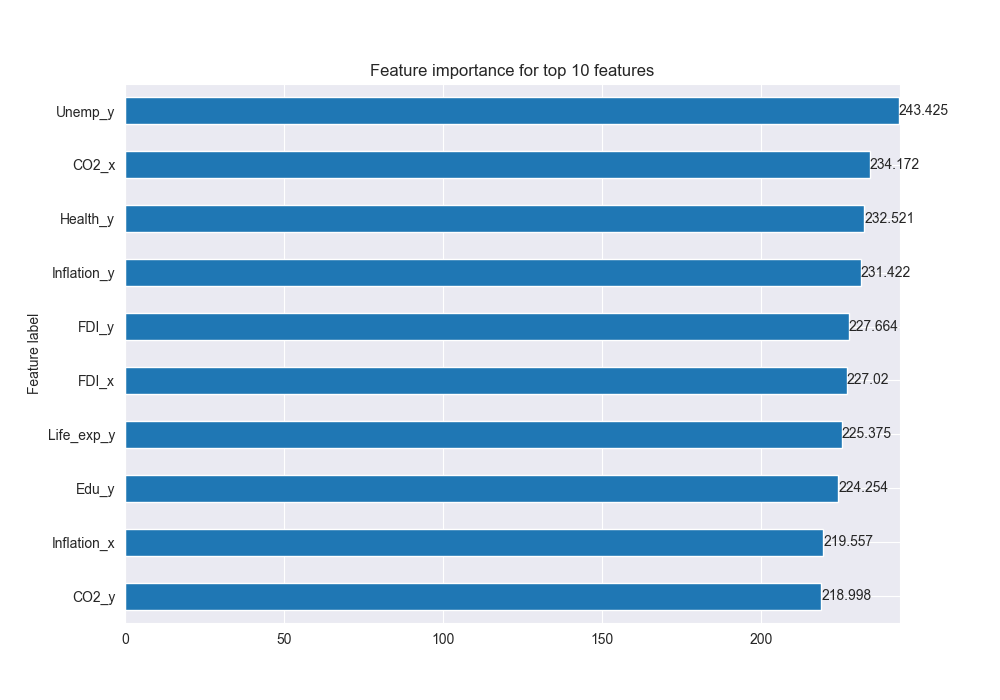 Feature importance for top 10 features
Unemp_y 243.425
CO2_x 234.172
Health_y 232.521
Inflation_y 231.422
FDI_y 227.664
FDI_x 227.02
Life_exp_y 225.375
Edu_y 224.254
Inflation_x 219.557
CO2_y 218.998
Feature label
0 50 100 150 200